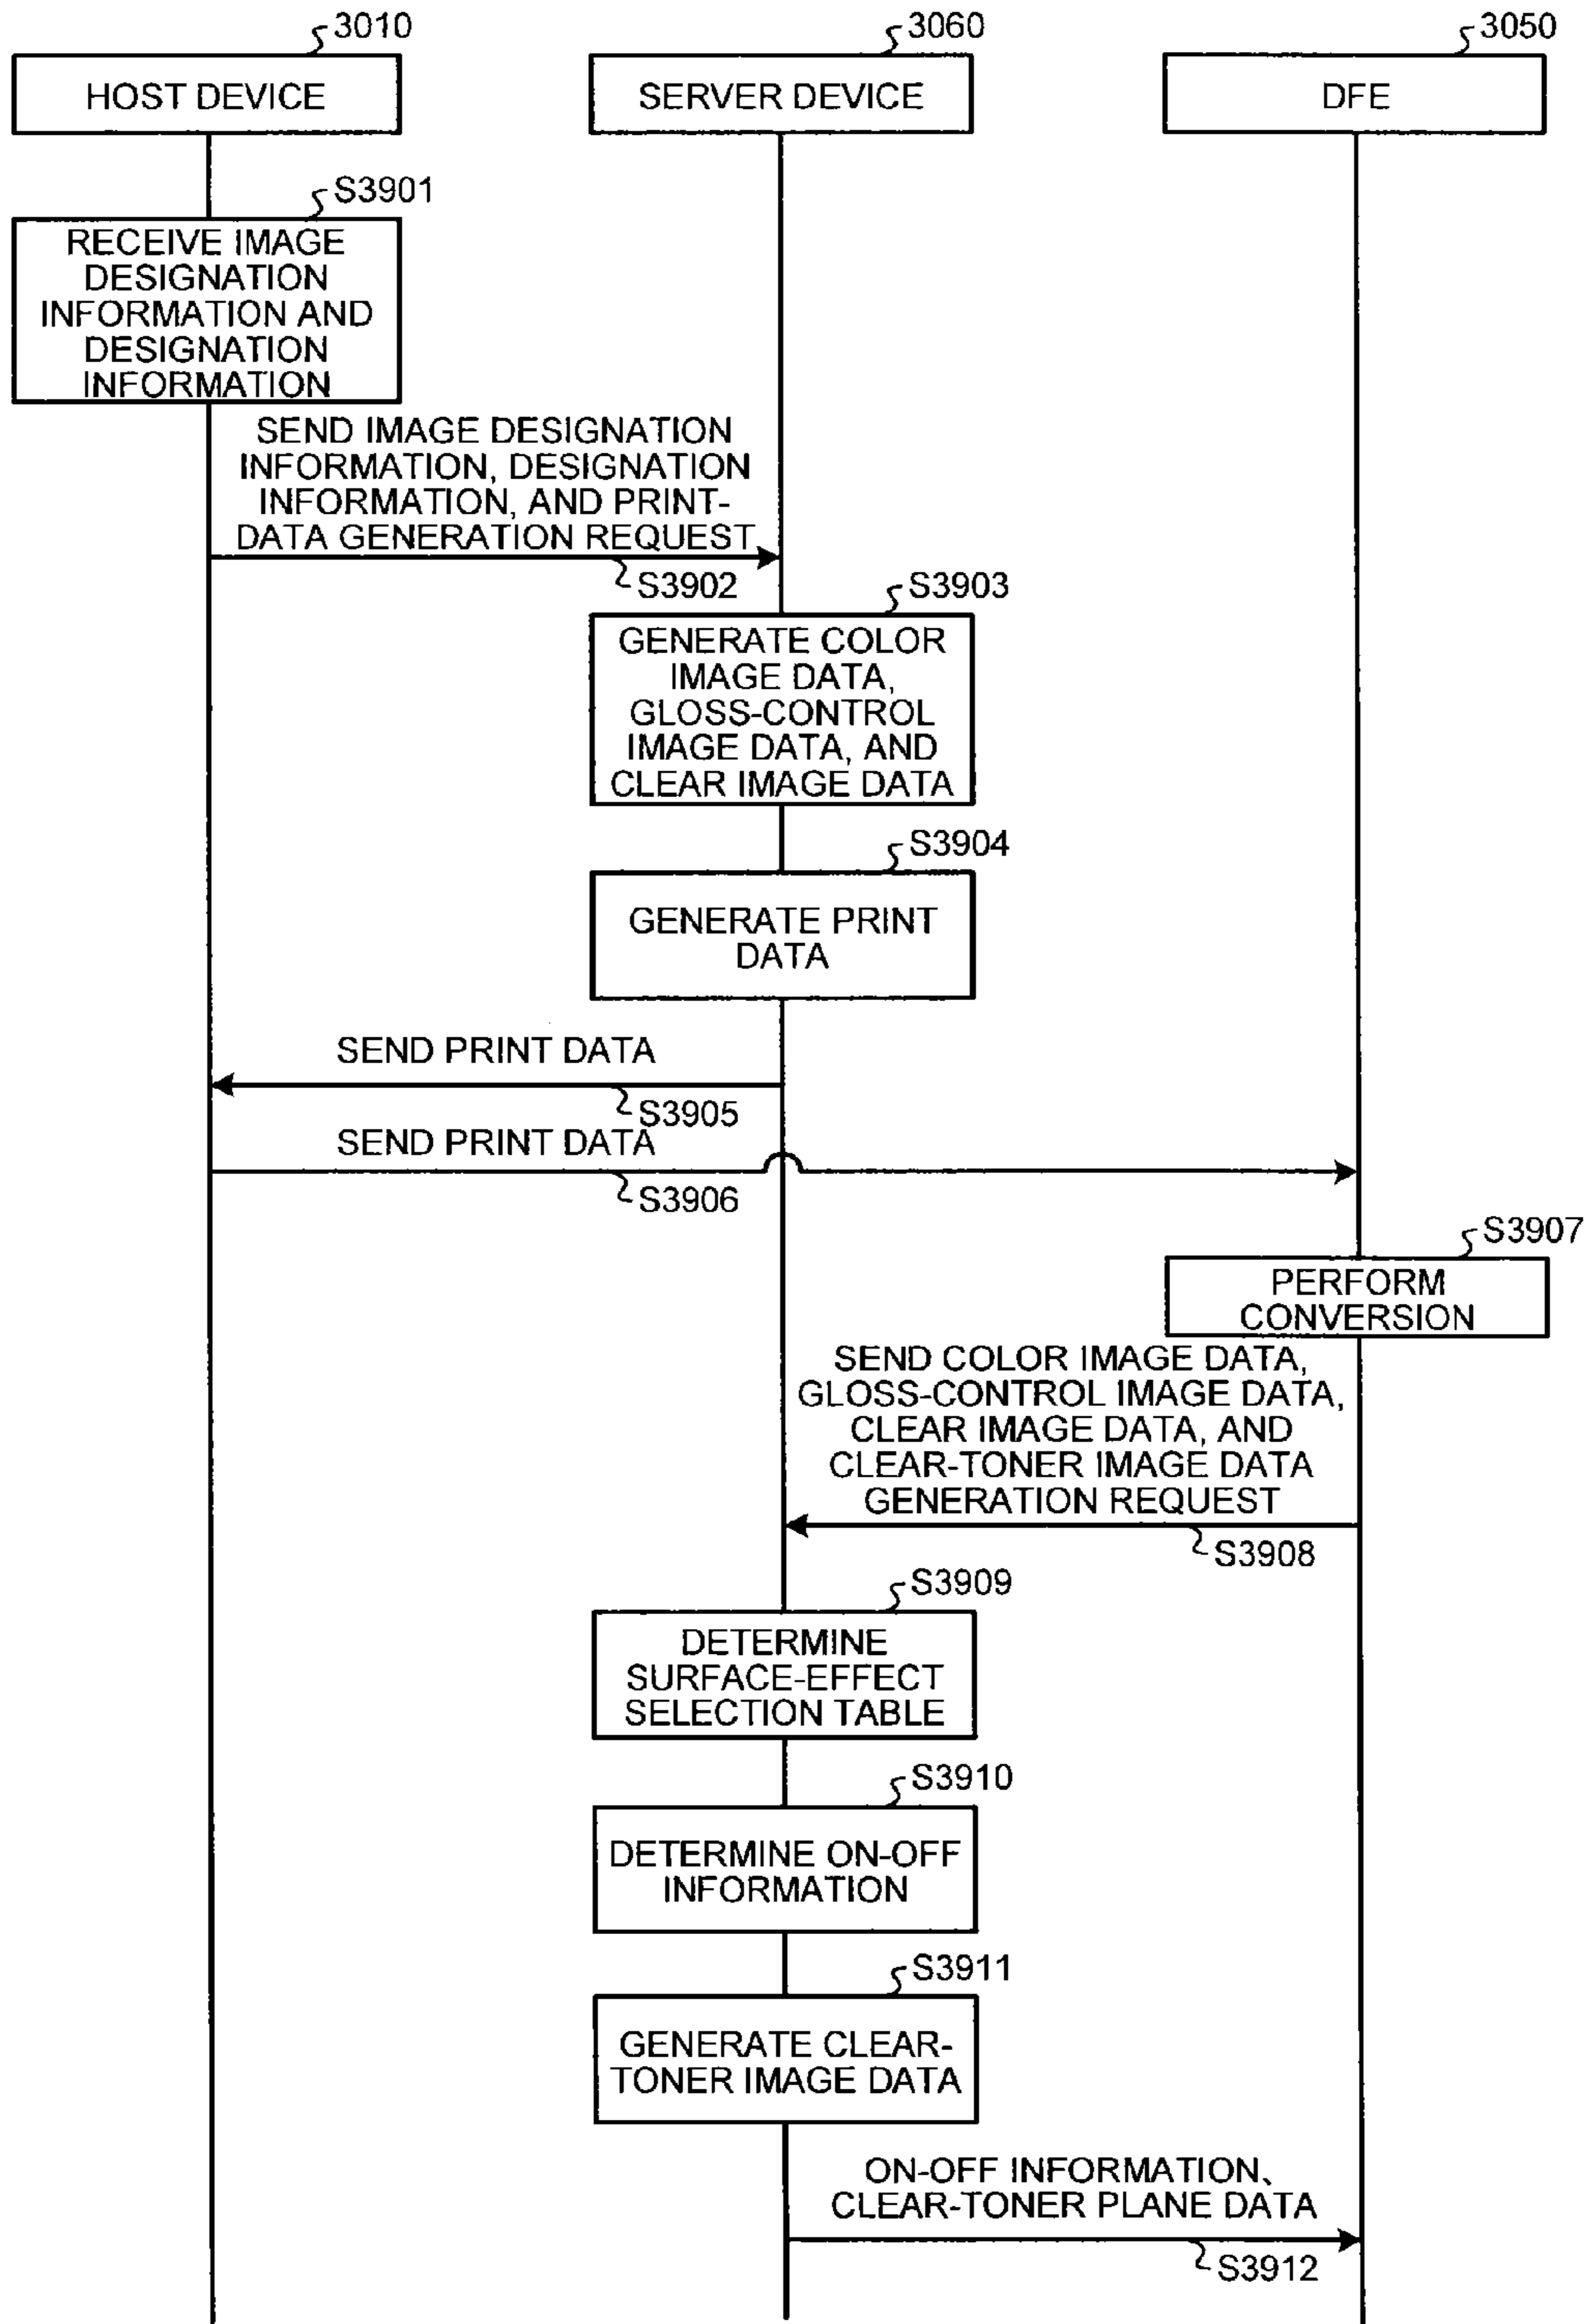 3010
3060
3050
HOST DEVICE
SERVER DEVICE
DFE
S3901
RECEIVE IMAGE
DESIGNATION
INFORMATION AND
DESIGNATION
INFORMATION
SEND IMAGE DESIGNATION
INFORMATION, DESIGNATION
INFORMATION, AND PRINT-
DATA GENERATION REQUEST
S3902
S3903
GENERATE COLOR
IMAGE DATA,
GLOSS-CONTROL
IMAGE DATA, AND
CLEAR IMAGE DATA
S3904
GENERATE PRINT
DATA
SEND PRINT DATA
S3905
SEND PRINT DATA
S3906
S3907
PERFORM
CONVERSION
SEND COLOR IMAGE DATA,
GLOSS-CONTROL IMAGE DATA,
CLEAR IMAGE DATA, AND
CLEAR-TONER IMAGE DATA
GENERATION REQUEST
S3908
S3909
DETERMINE
SURFACE-EFFECT
SELECTION TABLE
S3910
DETERMINE ON-OFF
INFORMATION
S3911
GENERATE CLEAR-
TONER IMAGE DATA
ON-OFF INFORMATION、
CLEAR-TONER PLANE DATA
S3912